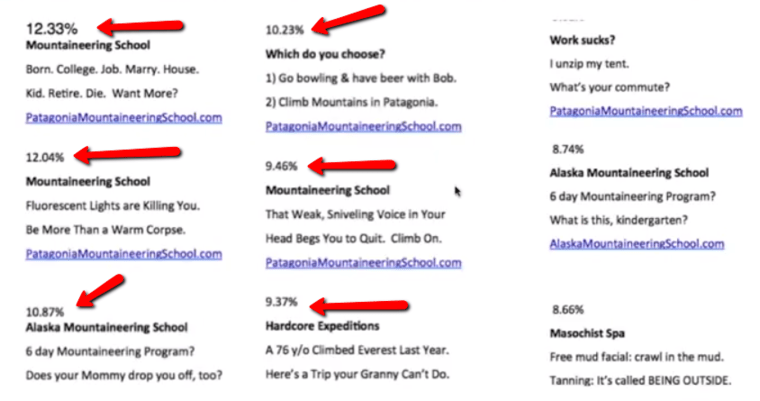 12.33%
Mountaineering School
Born. College. Job. Marry. House.
Kid. Retire. Die.  Want More?
PatagoniaMountaineeringSchool.com
12.04%
Mountaineering School
Fluorescent Lights are Killing You.
Be More Than a Warm Corpse.
PatagoniaMountaineeringSchool.com
10.87%
Alaska Mountaineering School
6 day Mountaineering Program?
Does your Mommy drop you off, too?
10.23%
Which do you choose?
1) Go bowling & have beer with Bob.
2) Climb Mountains in Patagonia.
PatagoniaMountaineeringSchool.com
9.46%
Mountaineering School
That Weak, Sniveling Voice in Your
Head Begs You to Quit.  Climb On.
PatagoniaMountaineeringSchool.com
9.37%
Hardcore Expeditions
A 76 y/o Climbed Everest Last Year.
Here's a Trip your Granny Can't Do.
Work sucks?
I unzip my tent.
What's your commute?
PatagoniaMountaineeringSchool.com
8.74%
Alaska Mountaineering School
6 day Mountaineering Program?
What is this, kindergarten?
AlaskaMountaineeringSchool.com
8.66%
Masochist Spa
Free mud facial: crawl in the mud.
Tanning: It's called BEING OUTSIDE.